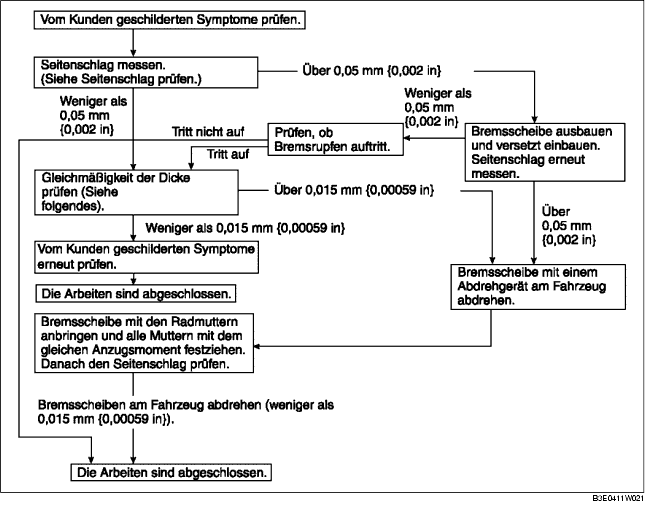 Vom Kunden geschilderten Symptome prüfen.
Seitenschlag messen.
(Siehe Seitenschlag prüfen.)
Über 0,05 mm {0,002 in}
Weniger als
0,05 mm
{0,002 in}
Weniger als
0,05 mm
{0,002 in}
Bremsscheibe ausbauen
und versetzt einbauen.
Seitenschlag erneut
messen.
Prüfen, ob
Bremsrupfen auftritt.
Tritt nicht auf
Tritt auf
Gleichmäßigkeit der Dicke
prüfen (Siehe
folgendes).
Über 0,015 mm {0,00059 in}
Über
0,05 mm
{0,002 in}
Weniger als 0,015 mm {0,00059 in}
Vom Kunden geschilderten Symptome
erneut prüfen.
Die Arbeiten sind abgeschlossen.
Bremsscheibe mit einem
Abdrehgerät am Fahrzeug
abdrehen.
Bremsscheibe mit den Radmuttern
anbringen und alle Muttern mit dem
gleichen Anzugsmoment festziehen.
Danach den Seitenschlag prüfen.
Bremsscheiben am Fahrzeug abdrehen (weniger als
0,015 mm {0,00059 in}).
Die Arbeiten sind abgeschlossen.
B3E0411W021